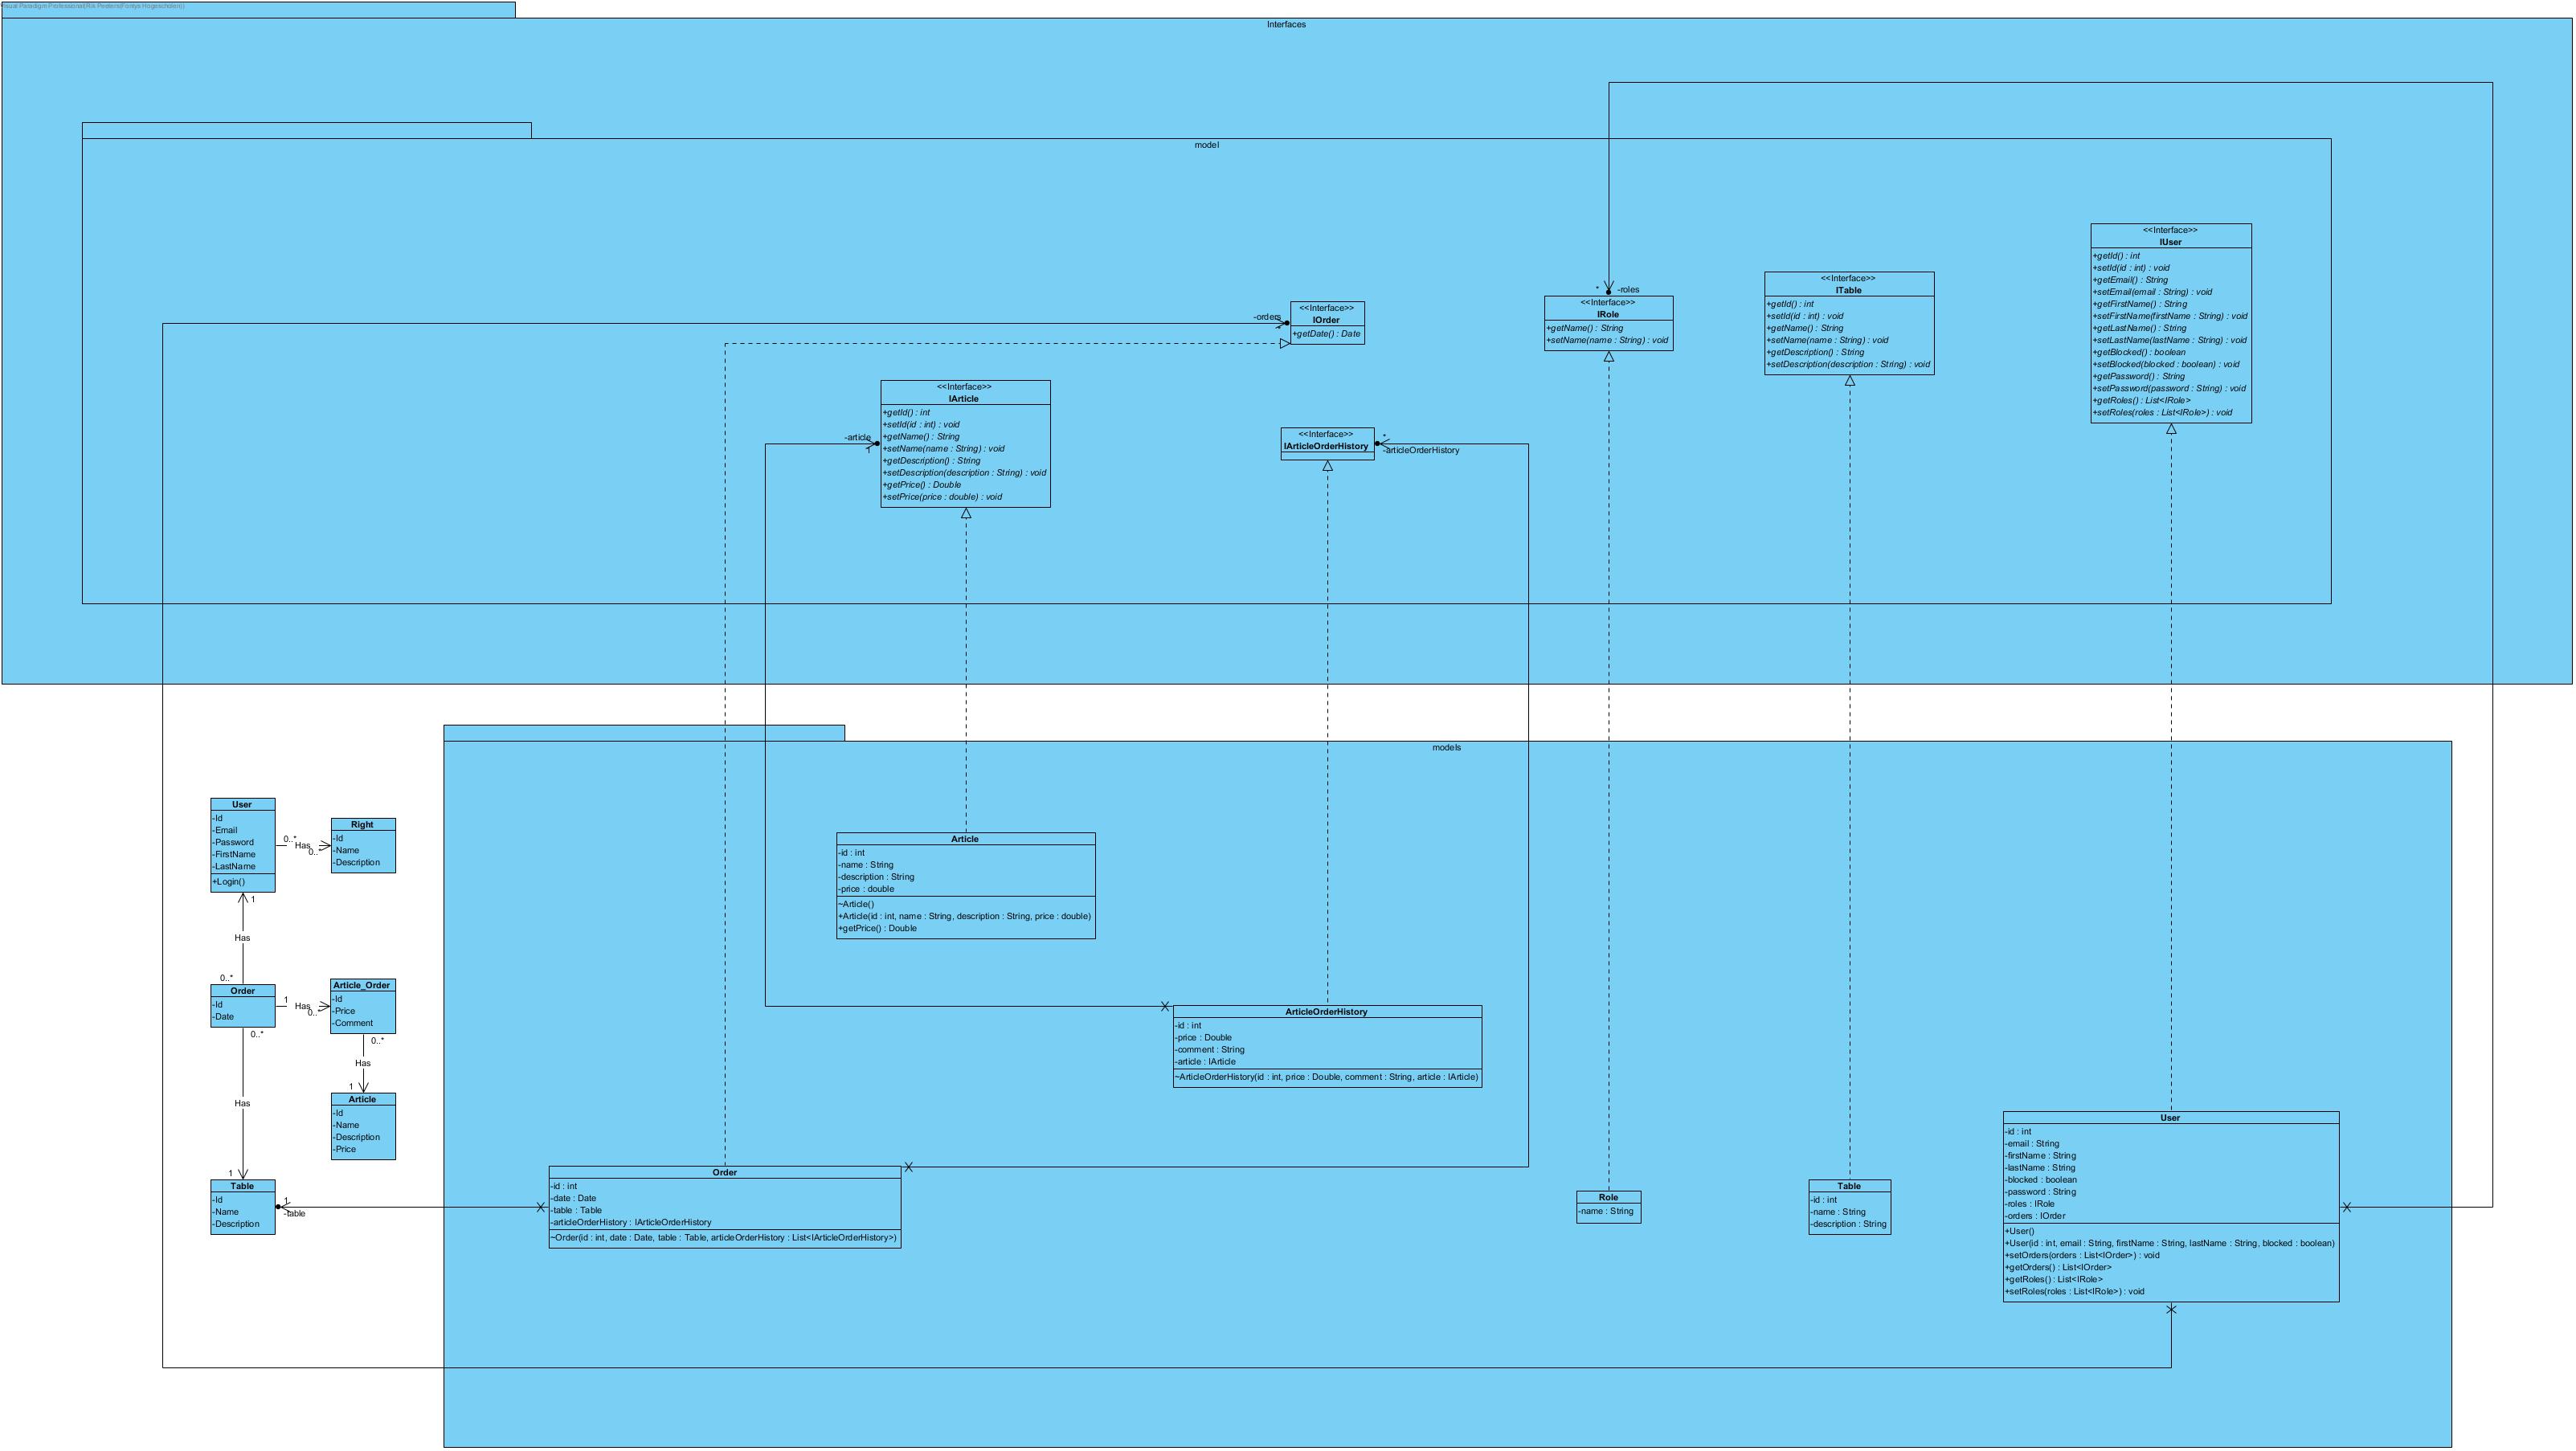 Visual Paradigm Professional(Rik Peeters(Fontys Hogescholen))
Interfaces
model
<<Interface>>
IUser
+getId() : int
+setId(id : int) : void
+getEmail() : String
+setEmail(email : String) : void
+getFirstName() : String
+setFirstName(firstName : String) : void
+getLastName() : String
+setLastName(lastName : String) : void
+getBlocked() : boolean
+setBlocked(blocked : boolean) : void
+getPassword() : String
+setPassword(password : String) : void
+getRoles() : List<IRole>
+setRoles(roles : List<IRole>) : void
<<Interface>>
ITable
+getId() : int
+setId(id : int) : void
+getName() : String
+setName(name : String) : void
+getDescription() : String
+setDescription(description : String) : void
* -roles
<<Interface>>
IRole
+getName() : String
+setName(name : String) : void
-orders
<<Interface>>
IOrder
+getDate() : Date
<<Interface>>
IArticle
+getId() : int
+setId(id : int) : void
+getName() : String
+setName(name : String) : void
+getDescription() : String
+setDescription(description : String) : void
+getPrice() : Double
+setPrice(price : double) : void
-article
1
<<Interface>>
IArticleOrderHistory
*
-articleOrderHistory
models
User
-Id
-Email
-Password
-FirstName
-LastName
+Login()
0..*
Has
0..*
Right
-Id
-Name
-Description
1
Has
0..*
Order
-Id
-Date
1
Has
0..*
Article_Order
-Id
-Price
-Comment
0..*
Has
1
Article
-Id
-Name
-Description
-Price
0..*
Has
1
Table
-Id
-Name
-Description
1
-table
Article
-id : int
-name : String
-description : String
-price : double
~Article()
+Article(id : int, name : String, description : String, price : double)
+getPrice() : Double
ArticleOrderHistory
-id : int
-price : Double
-comment : String
-article : IArticle
~ArticleOrderHistory(id : int, price : Double, comment : String, article : IArticle)
Order
-id : int
-date : Date
-table : Table
-articleOrderHistory : IArticleOrderHistory
~Order(id : int, date : Date, table : Table, articleOrderHistory : List<IArticleOrderHistory>)
Role
-name : String
Table
-id : int
-name : String
-description : String
User
-id : int
-email : String
-firstName : String
-lastName : String
-blocked : boolean
-password : String
-roles : IRole
-orders : IOrder
+User()
+User(id : int, email : String, firstName : String, lastName : String, blocked : boolean)
+setOrders(orders : List<IOrder>) : void
+getOrders() : List<IOrder>
+getRoles() : List<IRole>
+setRoles(roles : List<IRole>) : void